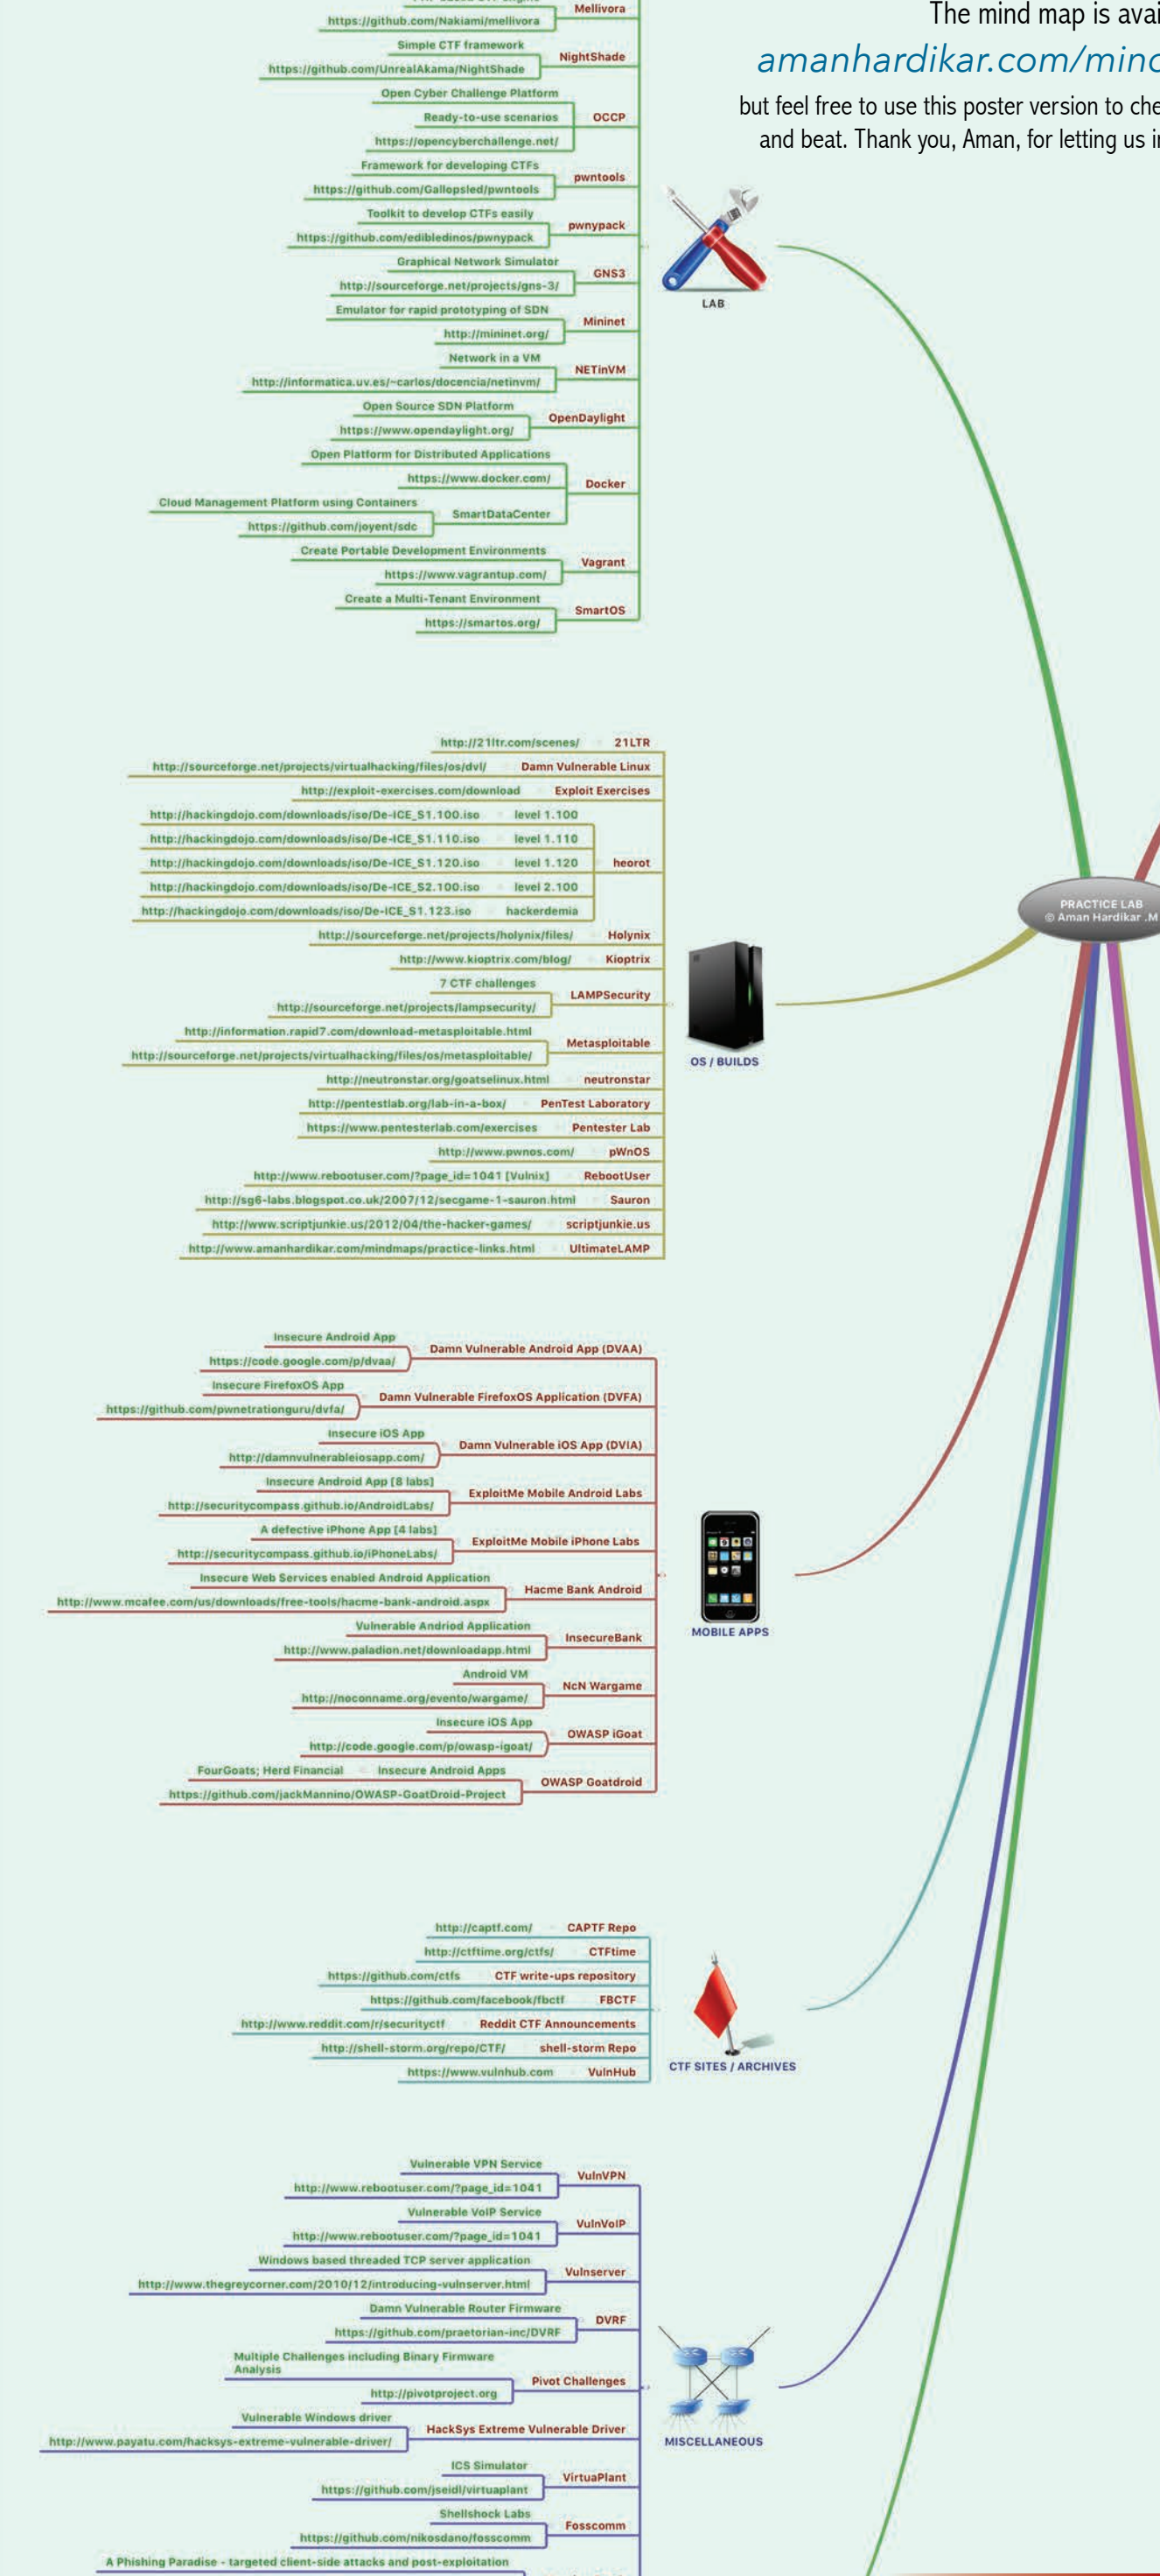 The mind map is avai
amanhardikar.com/mind
but feel free to use this poster version to che
and beat. Thank you, Aman, for letting us i
Mellivora
https://github.com/Nakiami/mellivora
Simple CTF framework
NightShade
https://github.com/UnrealAkama/NightShade
Open Cyber Challenge Platform
Ready-to-use scenarios
OCCP
https://opencyberchallenge.net/
Framework for developing CTFs
pwntools
https://github.com/Gallopsled/pwntools
Toolkit to develop CTFs easily
pwnypack
https://github.com/edibledinos/pwnypack
Graphical Network Simulator
GNS3
http://sourceforge.net/projects/gns-3/
Emulator for rapid prototyping of SDN
Mininet
http://mininet.org/
Network in a VM
NETinVM
http://informatica.uv.es/~carlos/docencia/netinvm/
Open Source SDN Platform
OpenDaylight
https://www.opendaylight.org/
Open Platform for Distributed Applications
https://www.docker.com/
Docker
Cloud Management Platform using Containers
SmartDataCenter
https://github.com/joyent/sdc
Create Portable Development Environments
Vagrant
https://www.vagrantup.com/
Create a Multi-Tenant Environment
SmartOS
https://smartos.org/
LAB
http://21ltr.com/scenes/ 21LTR
http://sourceforge.net/projects/virtualhacking/files/os/dvl/ Damn Vulnerable Linux
http://exploit-exercises.com/download Exploit Exercises
http://hackingdojo.com/downloads/iso/De-ICE_S1.100.iso level 1.100
http://hackingdojo.com/downloads/iso/De-ICE_S1.110.iso level 1.110
http://hackingdojo.com/downloads/iso/De-ICE_S1.120.iso level 1.120
heorot
http://hackingdojo.com/downloads/iso/De-ICE_S2.100.iso level 2.100
http://hackingdojo.com/downloads/iso/De-ICE_S1.123.iso hackerdemia
http://sourceforge.net/projects/holynix/files/ Holynix
http://www.kioptrix.com/blog/ Kioptrix
7 CTF challenges
LAMPSecurity
http://sourceforge.net/projects/lampsecurity/
http://information.rapid7.com/download-metasploitable.html
Metasploitable
http://sourceforge.net/projects/virtualhacking/files/os/metasploitable/
http://neutronstar.org/goatselinux.html neutronstar
http://pentestlab.org/lab-in-a-box/ PenTest Laboratory
https://www.pentesterlab.com/exercises Pentester Lab
http://www.pwnos.com/ pWnOS
http://www.rebootuser.com/?page_id=1041 [Vulnix] RebootUser
http://sg6-labs.blogspot.co.uk/2007/12/secgame-1-sauron.html Sauron
http://www.scriptjunkie.us/2012/04/the-hacker-games/ scriptjunkie.us
http://www.amanhardikar.com/mindmaps/practice-links.html UltimateLAMP
OS / BUILDS
PRACTICE LAB
© Aman Hardikar .M
Insecure Android App
Damn Vulnerable Android App (DVAA)
https://code.google.com/p/dvaa/
Insecure FirefoxOS App
Damn Vulnerable FirefoxOS Application (DVFA)
https://github.com/pwnetrationguru/dvfa/
Insecure iOS App
Damn Vulnerable iOS App (DVIA)
http://damnvulnerableiosapp.com/
Insecure Android App [8 labs]
ExploitMe Mobile Android Labs
http://securitycompass.github.io/AndroidLabs/
A defective iPhone App [4 labs]
ExploitMe Mobile iPhone Labs
http://securitycompass.github.io/iPhoneLabs/
Insecure Web Services enabled Android Application
Hacme Bank Android
http://www.mcafee.com/us/downloads/free-tools/hacme-bank-android.aspx
Vulnerable Andriod Application
InsecureBank
http://www.paladion.net/downloadapp.html
Android VM
NcN Wargame
http://noconname.org/evento/wargame/
Insecure iOS App
OWASP iGoat
http://code.google.com/p/owasp-igoat/
FourGoats; Herd Financial Insecure Android Apps
OWASP Goatdroid
https://github.com/jackMannino/OWASP-GoatDroid-Project
MOBILE APPS
http://captf.com/ CAPTF Repo
http://ctftime.org/ctfs/ CTFtime
https://github.com/ctfs CTF write-ups repository
https://github.com/facebook/fbctf FBCTF
http://www.reddit.com/r/securityctf Reddit CTF Announcements
http://shell-storm.org/repo/CTF/ shell-storm Repo
https://www.vulnhub.com VulnHub
CTF SITES / ARCHIVES
Vulnerable VPN Service
VulnVPN
http://www.rebootuser.com/?page_id=1041
Vulnerable VoIP Service
VulnVoIP
http://www.rebootuser.com/?page_id=1041
Windows based threaded TCP server application
Vulnserver
http://www.thegreycorner.com/2010/12/introducing-vulnserver.html
Damn Vulnerable Router Firmware
DVRF
https://github.com/praetorian-inc/DVRF
Multiple Challenges including Binary Firmware
Analysis
Pivot Challenges
http://pivotproject.org
Vulnerable Windows driver
HackSys Extreme Vulnerable Driver
http://www.payatu.com/hacksys-extreme-vulnerable-driver/
ICS Simulator
VirtuaPlant
https://github.com/jseidl/virtuaplant
Shellshock Labs
Fosscomm
https://github.com/nikosdano/fosscomm
A Phishing Paradise - targeted client-side attacks and post-exploitation
MISCELLANEOUS